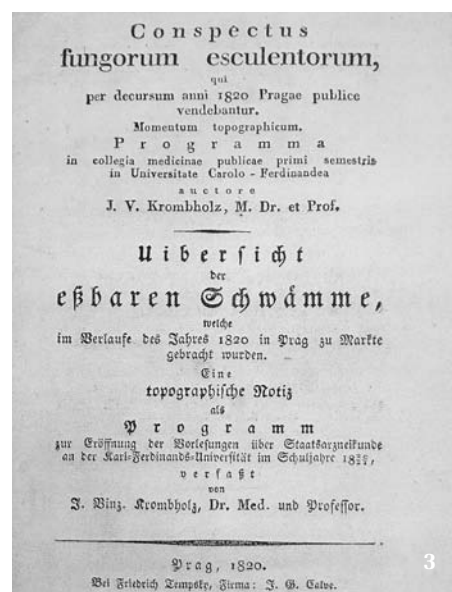 Conspectus
fungorum esculentorum,
qui
per decursum anni 1820 Pragae publice
vendebantur.
Momentum topographicum.
Programma
in collegia medicinae publicae primi semestris
in Universitate Carolo - Ferdinandea
auctore
J. V. Krombholz, M. Dr. et Prof.
Uibersicht
der
eßbaren Schwämme,
welche
im Verlaufe des Jahres 1820 in Prag zu Markte
gebracht wurden.
Eine
topographische Notiz
als
Programm
zur Eröffnung der Vorlesungen über Staatsarzneikunde
an der Karl-Ferdinands-Universität im Schuljahre
verfaßt
von
J. Vinz. Krombholz, Dr. Med. und Professor.
Prag, 1820.
Bei Friedrich Tempsky, Firma: J. G. Calve.
3